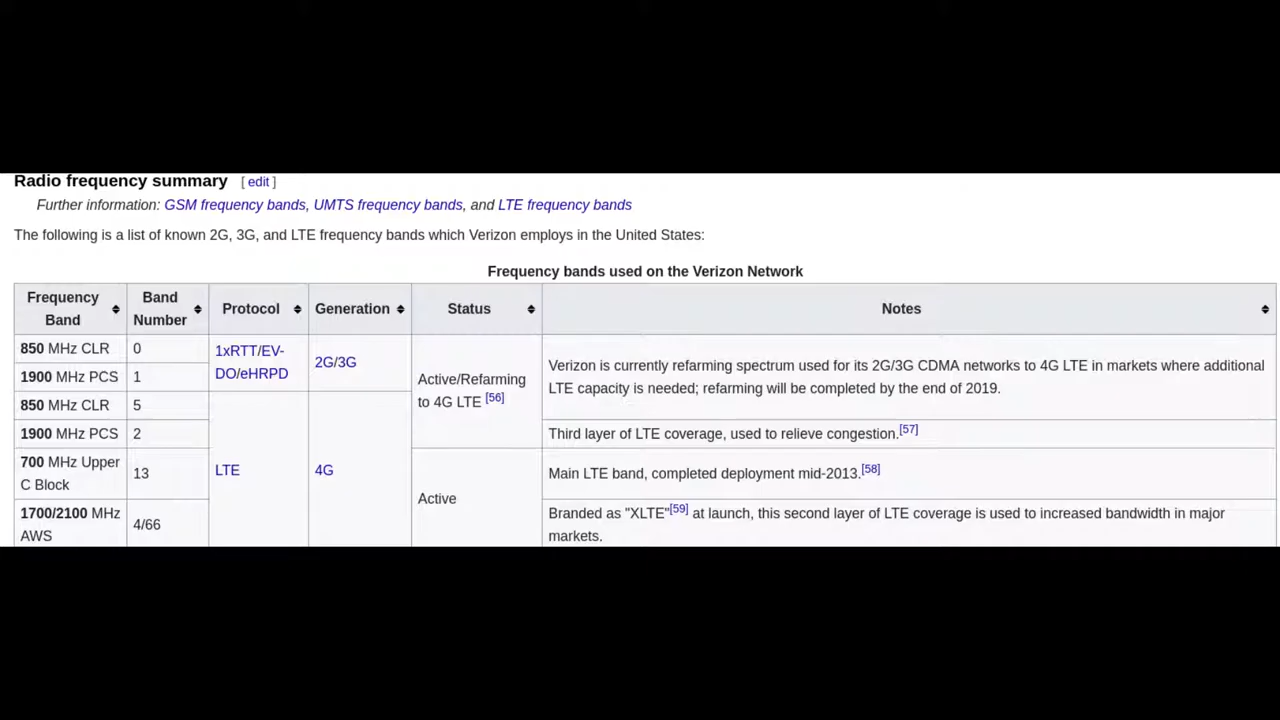 Radio frequency summary [ edit ]
Further information: GSM frequency bands, UMTS frequency bands, and LTE frequency bands
The following is a list of known 2G, 3G, and LTE frequency bands which Verizon employs in the United States:
Frequency bands used on the Verizon Network
Frequency Band | Band Number | Protocol | Generation | Status | Notes
850 MHz CLR | 0 | 1xRTT/EV-DO/eHRPD | 2G/3G | Active/Refarming to 4G LTE [56] | Verizon is currently refarming spectrum used for its 2G/3G CDMA networks to 4G LTE in markets where additional LTE capacity is needed; refarming will be completed by the end of 2019.
1900 MHz PCS | 1
850 MHz CLR | 5 | LTE | 4G
1900 MHz PCS | 2 | Third layer of LTE coverage, used to relieve congestion.[57]
700 MHz Upper C Block | 13 | Active | Main LTE band, completed deployment mid-2013.[58]
1700/2100 MHz AWS | 4/66 | Branded as "XLTE"[59] at launch, this second layer of LTE coverage is used to increased bandwidth in major markets.